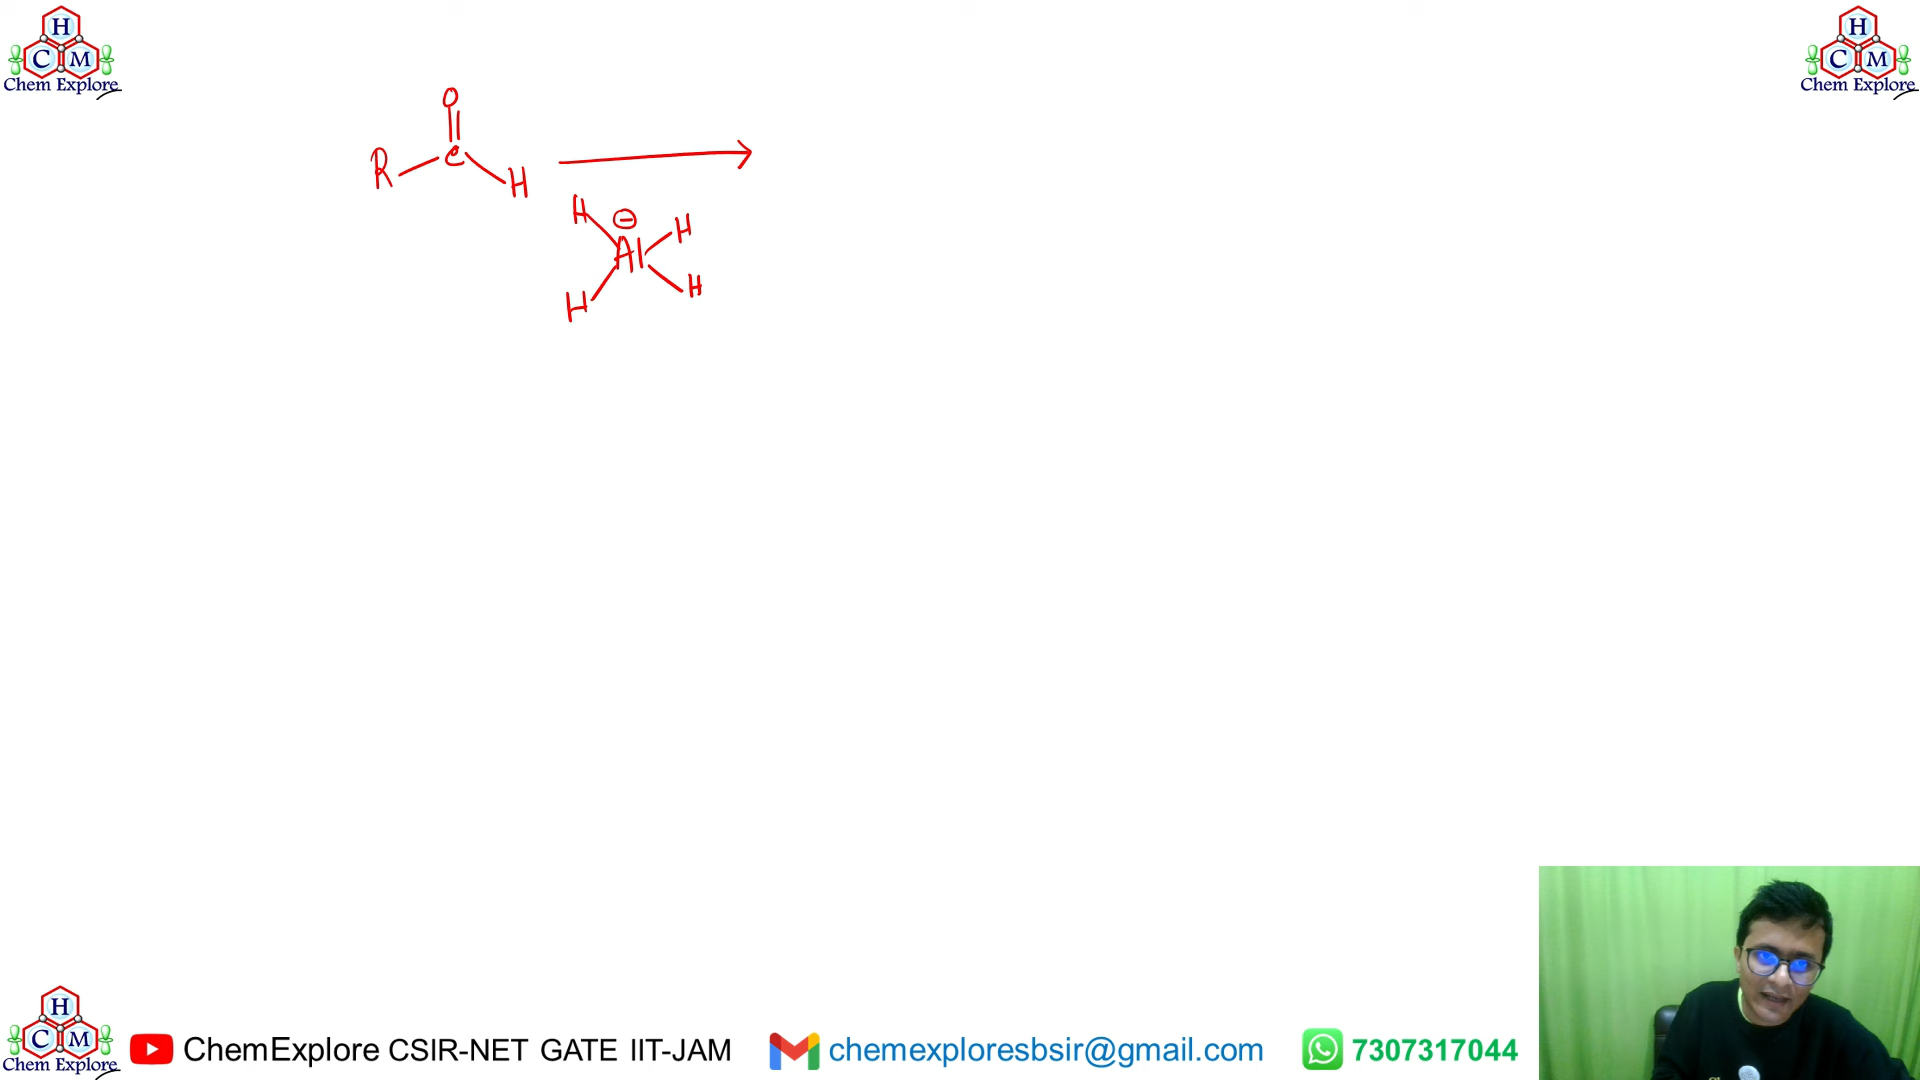 H
C M
Chem Explore
H
C M
Chem Explore
O
R C H
H ⊖ H
Al
H H
H
C M
Chem Explore
ChemExplore CSIR-NET GATE IIT-JAM chemexploresbsir@gmail.com 7307317044